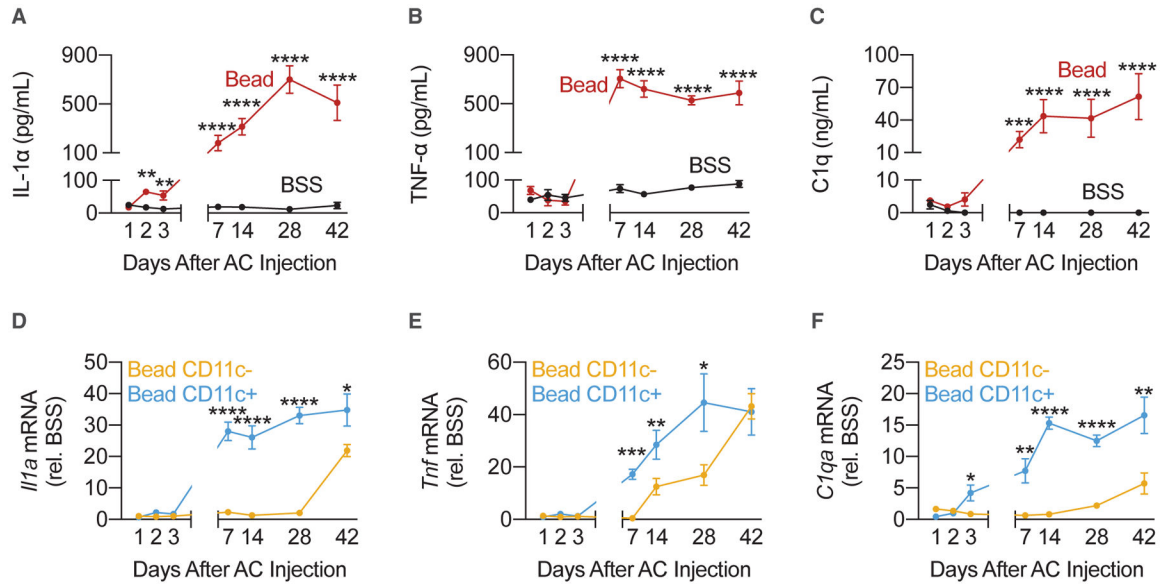 A
IL-1α (pg/mL)
900
500
100
100
0
Bead
BSS
**
**
****
****
****
****
1 2 3 7 14 28 42
Days After AC Injection
B
TNF-α (pg/mL)
900
500
100
100
0
Bead
BSS
****
****
****
****
1 2 3 7 14 28 42
Days After AC Injection
C
C1q (ng/mL)
100
70
40
10
10
0
Bead
BSS
***
****
****
****
1 2 3 7 14 28 42
Days After AC Injection
D
Il1a mRNA
(rel. BSS)
50
40
30
20
10
0
Bead CD11c-
Bead CD11c+
****
****
****
*
1 2 3 7 14 28 42
Days After AC Injection
E
Tnf mRNA
(rel. BSS)
60
40
20
0
Bead CD11c-
Bead CD11c+
***
**
*
1 2 3 7 14 28 42
Days After AC Injection
F
C1qa mRNA
(rel. BSS)
25
20
15
10
5
0
Bead CD11c-
Bead CD11c+
*
**
****
****
**
1 2 3 7 14 28 42
Days After AC Injection